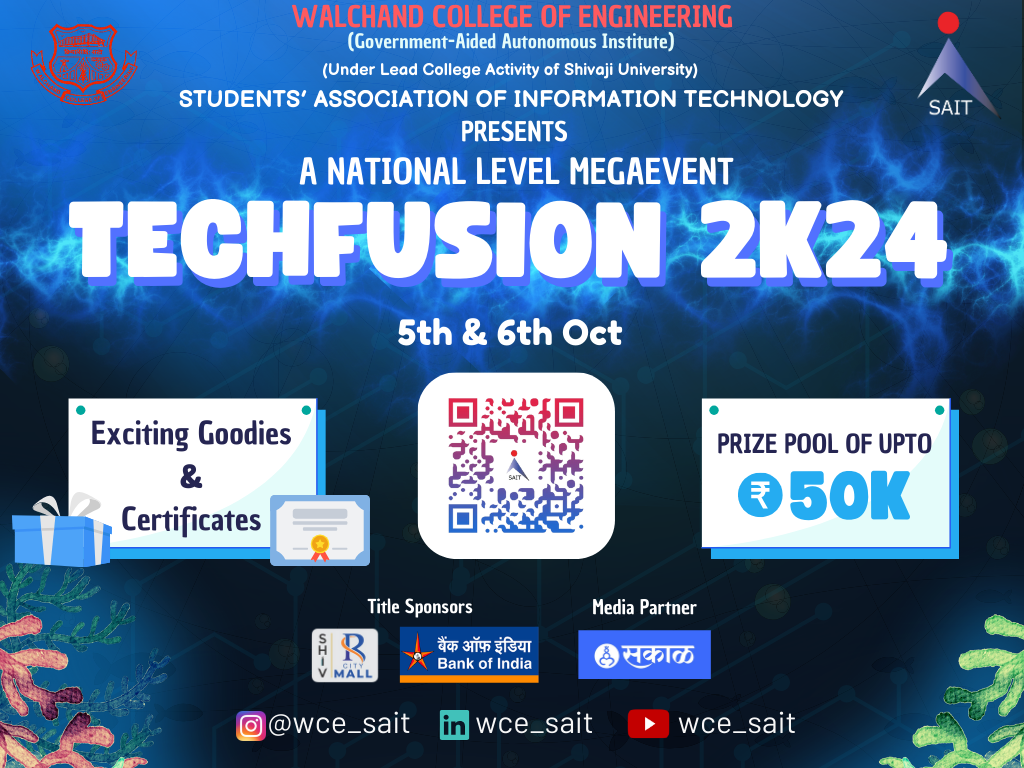 WALCHAND COLLEGE OF ENGINEERING
(Government-Aided Autonomous Institute)
(Under Lead College Activity of Shivaji University)
STUDENTS' ASSOCIATION OF INFORMATION TECHNOLOGY
SAIT
PRESENTS
A NATIONAL LEVEL MEGAEVENT
TECHFUSION 2K24
5th & 6th Oct
Exciting Goodies
&
Certificates
SAIT
PRIZE POOL OF UPTO
₹ 50K
Title Sponsors
Media Partner
SHIV
CITY
MALL
बैंक ऑफ़ इंडिया
Bank of India
सकाळ
@wce_sait
in wce_sait
wce_sait